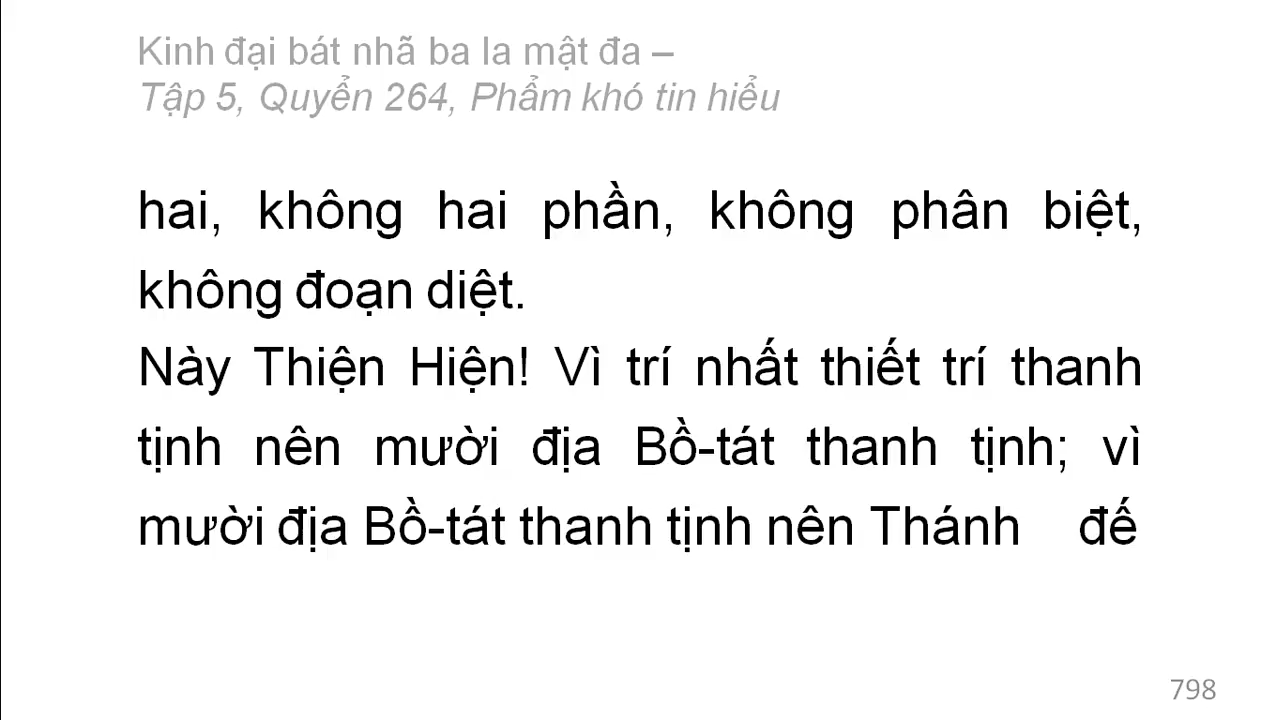 Kinh đại bát nhã ba la mật đa –
Tập 5, Quyển 264, Phẩm khó tin hiểu
hai, không hai phần, không phân biệt,
không đoạn diệt.
Này Thiện Hiện! Vì trí nhất thiết trí thanh
tịnh nên mười địa Bồ-tát thanh tịnh; vì
mười địa Bồ-tát thanh tịnh nên Thánh đế
798